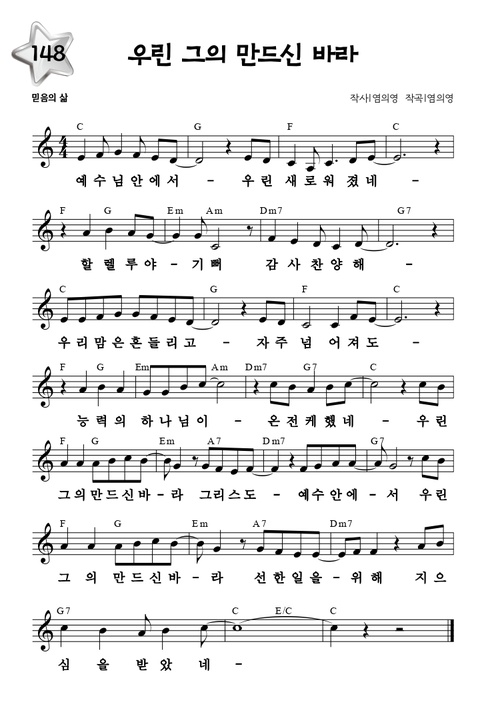 148
우린 그의 만드신 바라
믿음의 삶
작사|염의영 작곡|염의영
C G F C
4 4
예 수 님 안 에 서 - 우 린 새 로 워 졌 네 -
F G Em Am Dm7 G7
할 렐 루 야 - 기 뻐 감 사 찬 양 해 -
C G F C
우 리 맘 은 흔 들 리 고 - 자 주 넘 어 져 도 -
F G Em Am Dm7 G7 C
능 력 의 하 나 님 이 - 온 전 케 했 네 - 우 린
F G Em A7 Dm7 F Am G7
그 의 만 드 신 바 - 라 그 리 스 도 - 예 수 안 에 - 서 우 린
F G Em A7 Dm7
그 의 만 드 신 바 - 라 선 한 일 을 - 위 해 지 으
G7 C E/C C
심 을 받 았 네 -